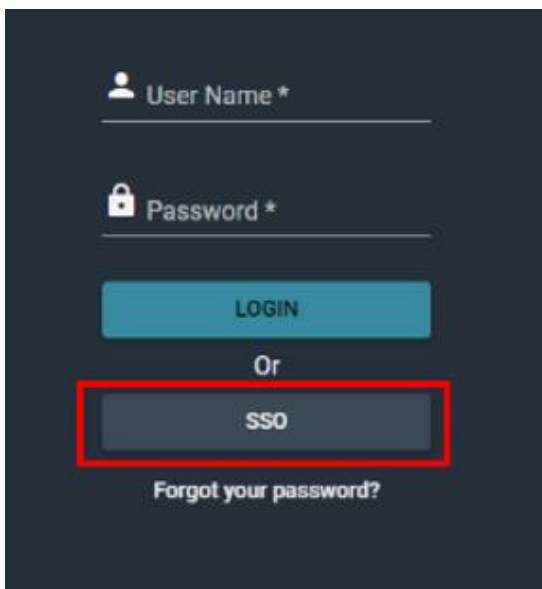 User Name *
Password *
LOGIN
Or
SSO
Forgot your password?